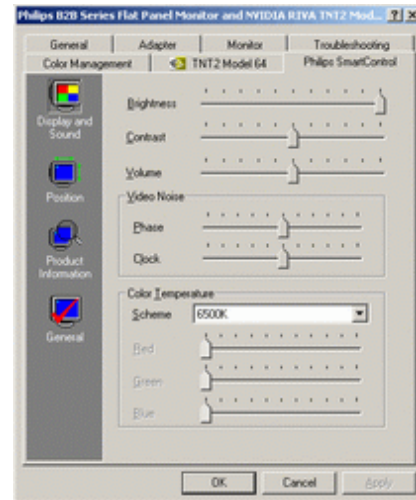 Philips 82B Series Flat Panel Monitor and NVIDIA RIVA TNT2 Mod...
General Adapter Monitor Troubleshooting
Color Management TNT2 Model 64 Philips SmartControl
Display and
Sound
Position
Product
Information
General
Brightness
Contrast
Volume
Video Noise
Phase
Clock
Color Temperature
Scheme 6500K
Red
Green
Blue
OK Cancel Apply